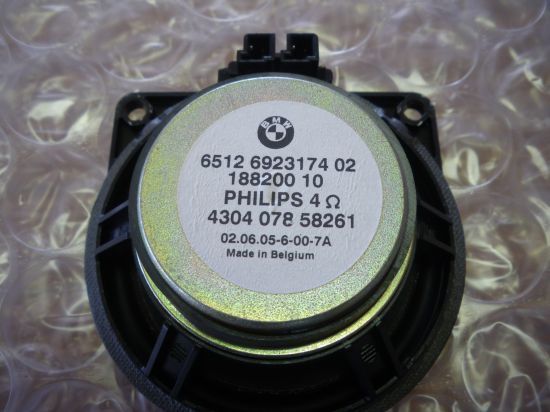 BMW
6512 6923174 02
188200 10
PHILIPS 4 Ω
4304 078 58261
02.06.05-6-00-7A
Made in Belgium